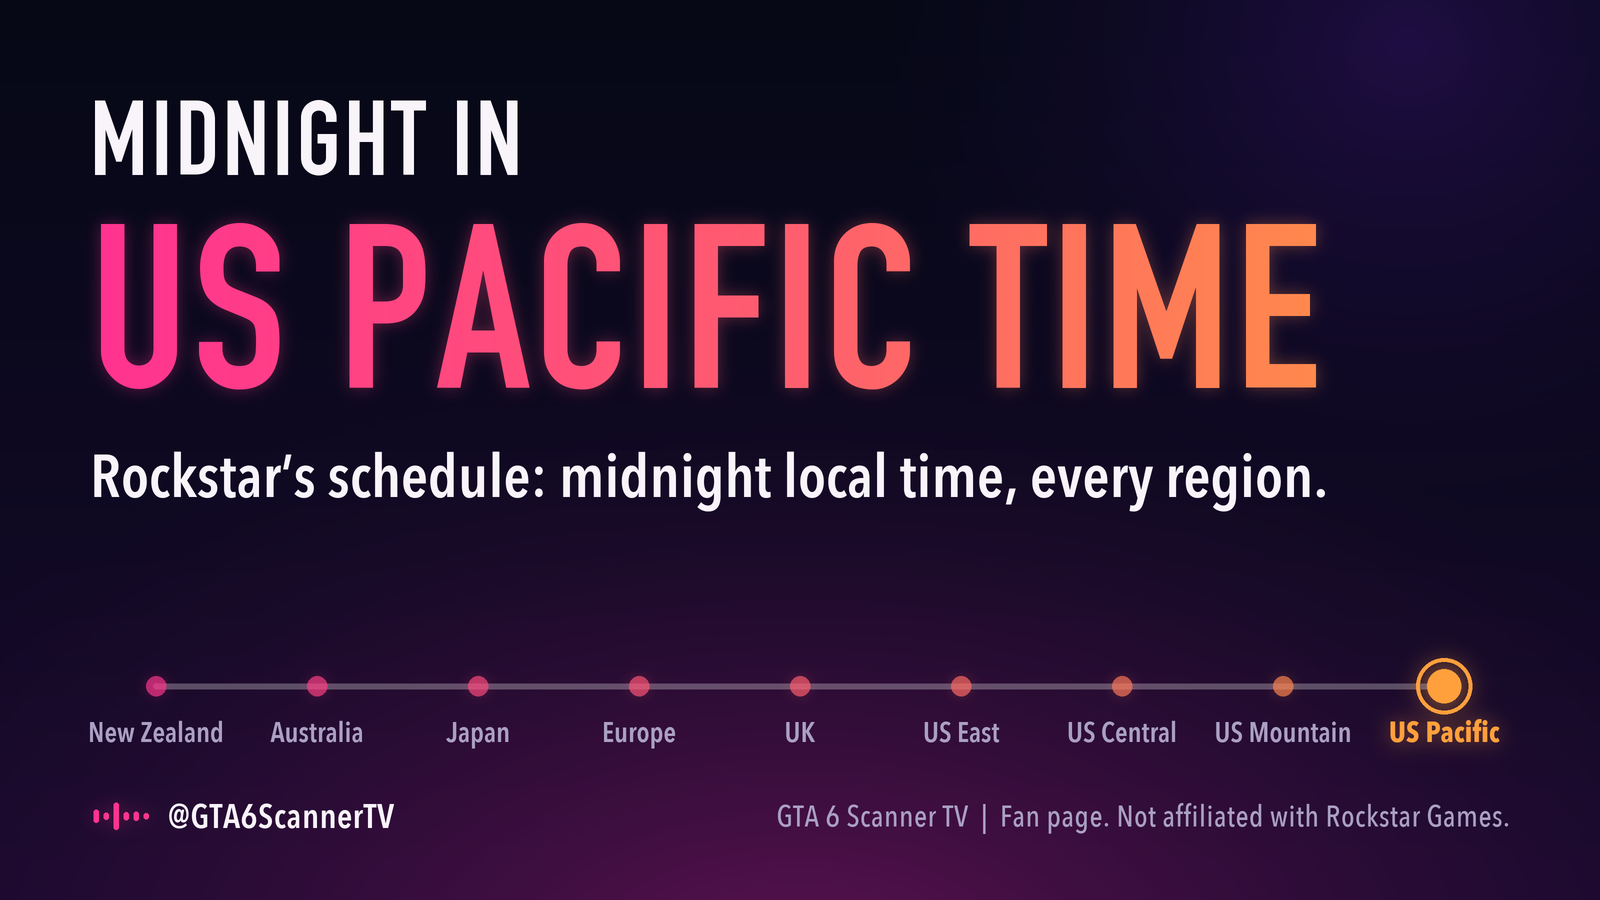 MIDNIGHT IN
US PACIFIC TIME
Rockstar’s schedule: midnight local time, every region.
New Zealand Australia Japan Europe UK US East US Central US Mountain US Pacific
@GTA6ScannerTV
GTA 6 Scanner TV | Fan page. Not affiliated with Rockstar Games.